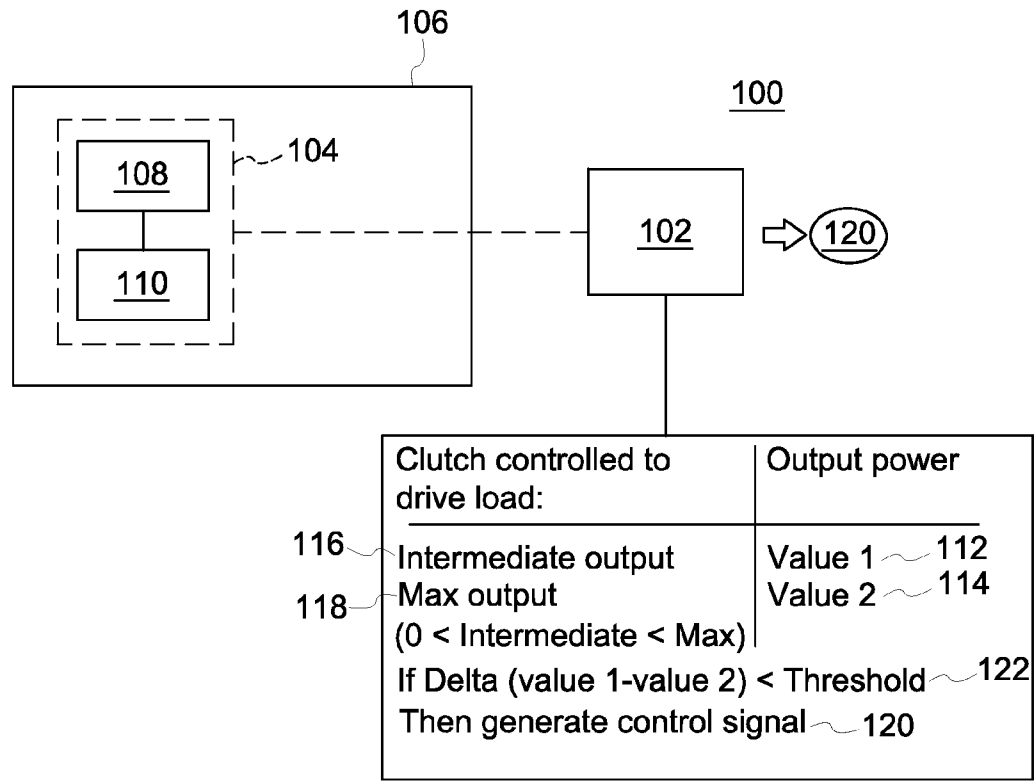 106
100
104
108
110
102
120
Clutch controlled to
drive load:
Output power
116
Intermediate output
Value 1
112
118
Max output
Value 2
114
(0 < Intermediate < Max)
If Delta (value 1-value 2) < Threshold
122
Then generate control signal
120